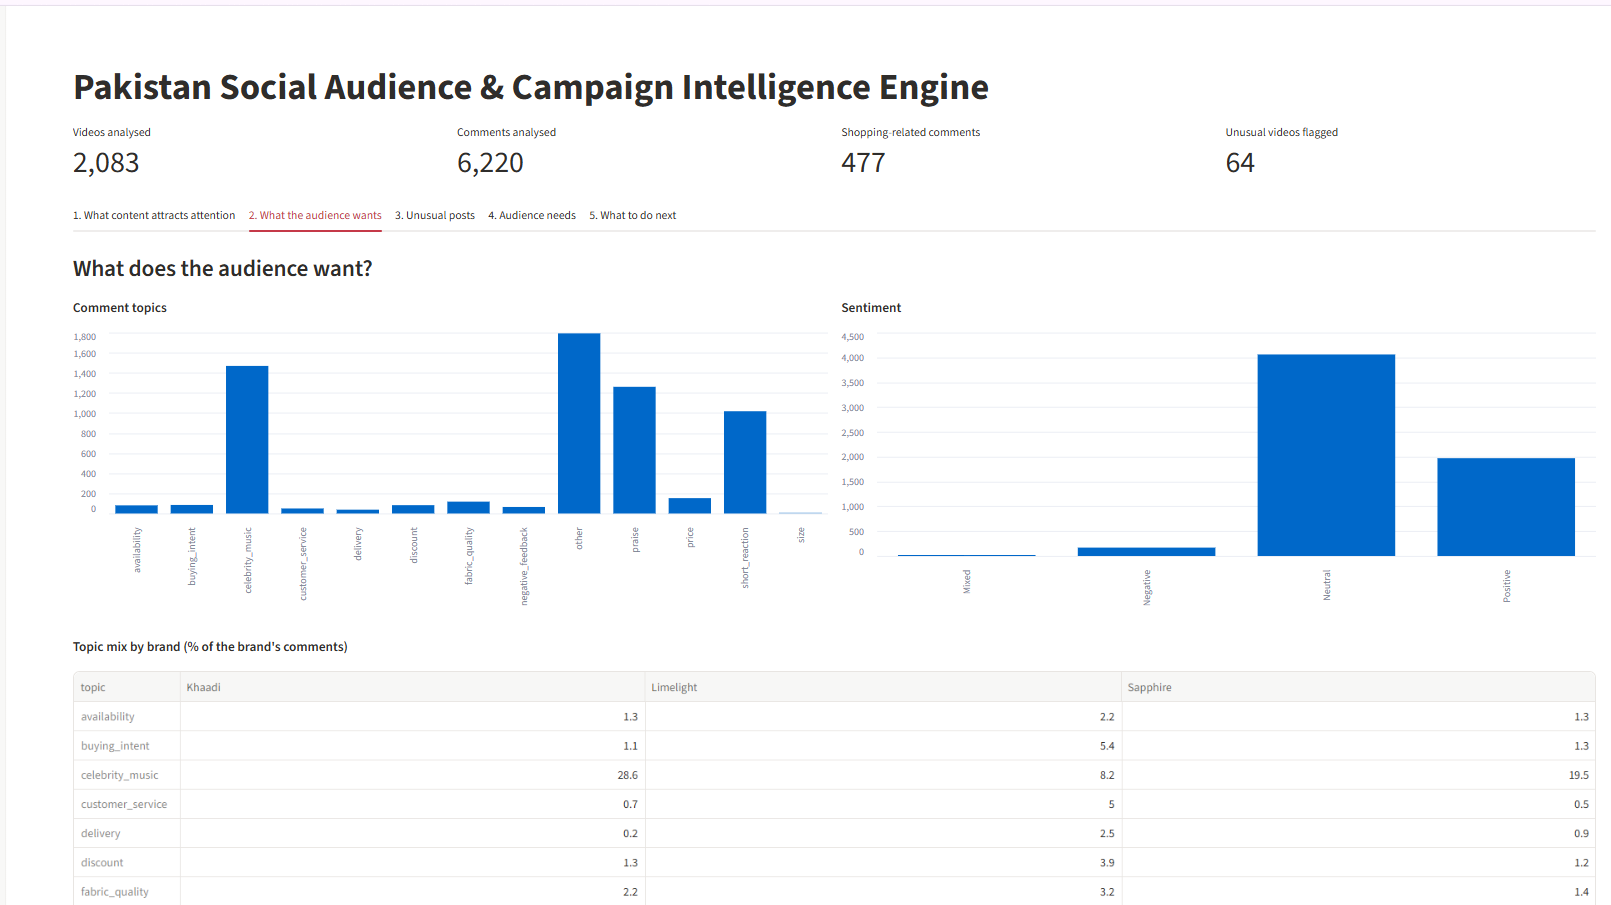 Pakistan Social Audience & Campaign Intelligence Engine
Videos analysed Comments analysed Shopping-related comments Unusual videos flagged
2,083 6,220 477 64
1. What content attracts attention 2. What the audience wants 3. Unusual posts 4. Audience needs 5. What to do next
What does the audience want?
Comment topics
1,800
1,600
1,400
1,200
1,000
800
600
400
200
0
availability
buying_intent
celebrity_music
customer_service
delivery
discount
fabric_quality
negative_feedback
other
praise
price
short_reaction
size
Sentiment
4,500
4,000
3,500
3,000
2,500
2,000
1,500
1,000
500
0
Mixed
Negative
Neutral
Positive
Topic mix by brand (% of the brand's comments)
topic Khaadi Limelight Sapphire
availability 1.3 2.2 1.3
buying_intent 1.1 5.4 1.3
celebrity_music 28.6 8.2 19.5
customer_service 0.7 5 0.5
delivery 0.2 2.5 0.9
discount 1.3 3.9 1.2
fabric_quality 2.2 3.2 1.4